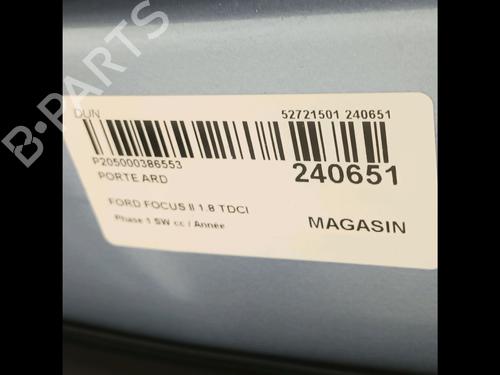 B-PARTS
DUN
52721501 240651
P205000386553
240651
PORTE ARD
FORD FOCUS II 1.8 TDCI
Phase 1 SW cc / Année
MAGASIN